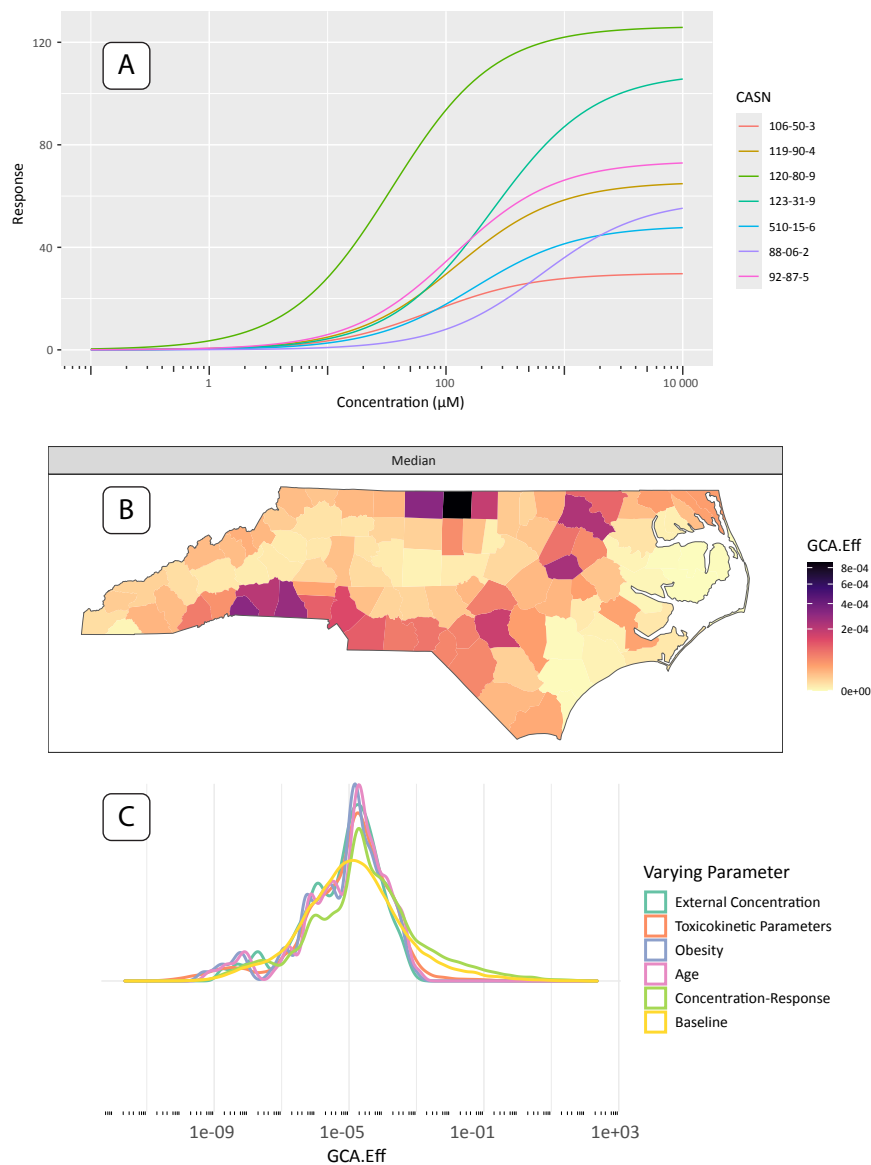 A
120
80
40
0
Response
1
100
10 000
Concentration (µM)
CASN
106-50-3
119-90-4
120-80-9
123-31-9
510-15-6
88-06-2
92-87-5
Median
B
GCA.Eff
8e-04
6e-04
4e-04
2e-04
0e+00
C
Varying Parameter
External Concentration
Toxicokinetic Parameters
Obesity
Age
Concentration-Response
Baseline
1e-09
1e-05
1e-01
1e+03
GCA.Eff